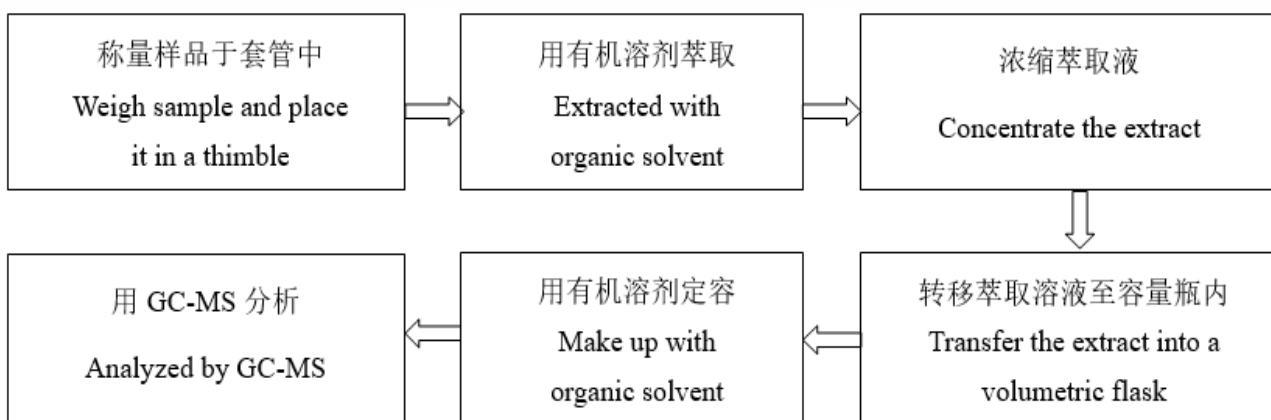 称量样品于套管中
Weigh sample and place
it in a thimble
用有机溶剂萃取
Extracted with
organic solvent
浓缩萃取液
Concentrate the extract
转移萃取溶液至容量瓶内
Transfer the extract into a
volumetric flask
用有机溶剂定容
Make up with
organic solvent
用 GC-MS 分析
Analyzed by GC-MS